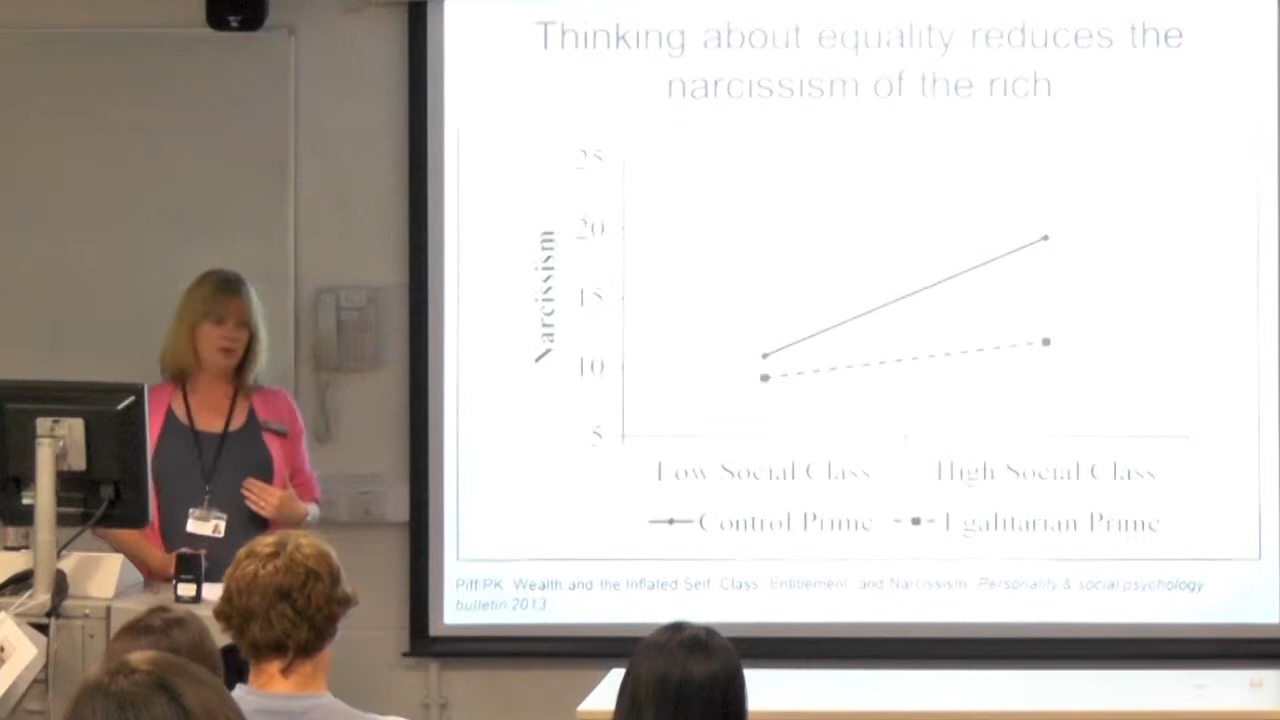 Thinking about equality reduces the
narcissism of the rich
25
20
15
10
5
Narcissism
Low Social Class
High Social Class
Control Prime
Egalitarian Prime
Piff PK. Wealth and the Inflated Self: Class, Entitlement, and Narcissism. Personality & social psychology
bulletin 2013